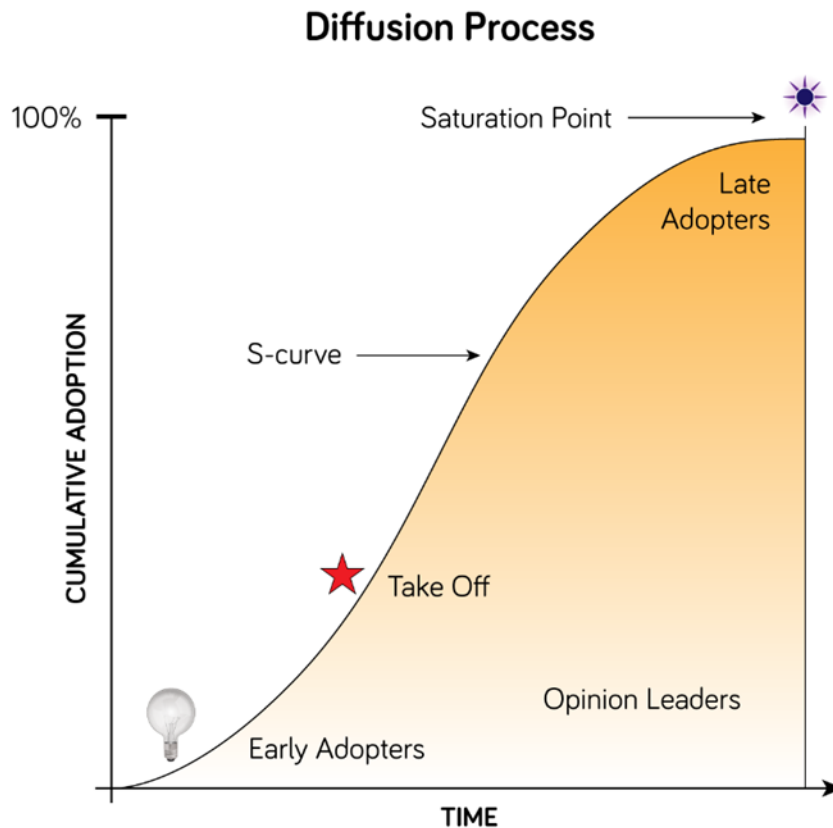 Diffusion Process
100%
Saturation Point
Late
Adopters
S-curve
CUMULATIVE ADOPTION
Take Off
Opinion Leaders
Early Adopters
TIME